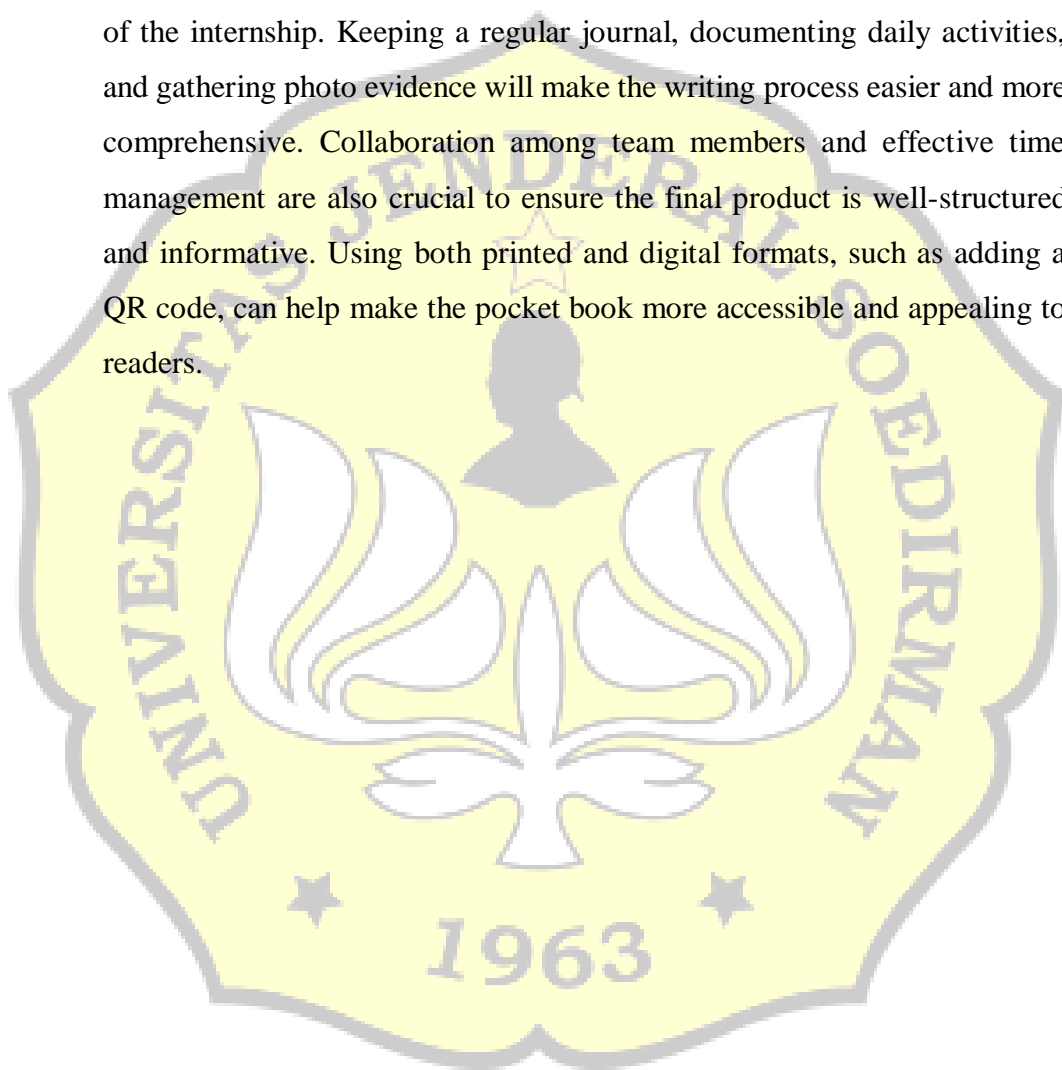 of the internship. Keeping a regular journal, documenting daily activities,
and gathering photo evidence will make the writing process easier and more
comprehensive. Collaboration among team members and effective time
management are also crucial to ensure the final product is well-structured
and informative. Using both printed and digital formats, such as adding a
QR code, can help make the pocket book more accessible and appealing to
readers.
UNIVERSITAS JENDERAL SOEDIRMAN
1963